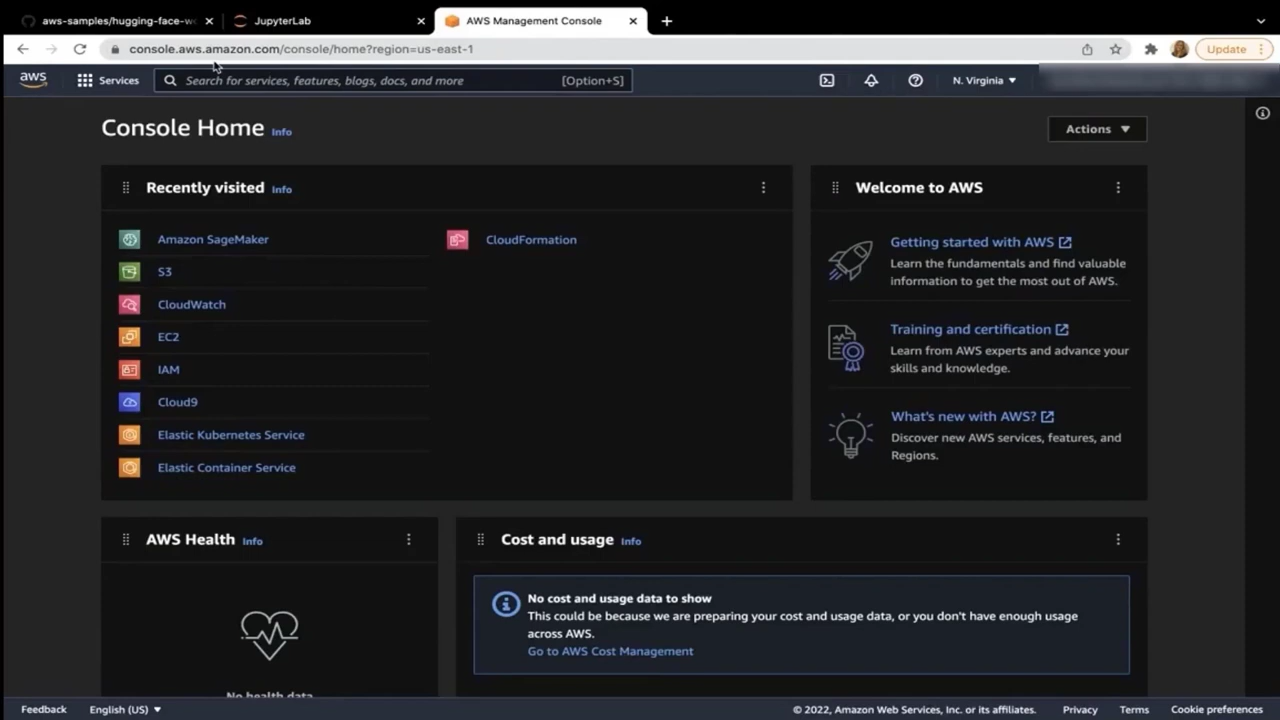 aws-samples/hugging-face-wo
JupyterLab
AWS Management Console
console.aws.amazon.com/console/home?region=us-east-1
Update
aws
Services
Search for services, features, blogs, docs, and more
[Option+S]
N. Virginia
Console Home Info
Actions
Recently visited Info
Amazon SageMaker
S3
CloudWatch
EC2
IAM
Cloud9
Elastic Kubernetes Service
Elastic Container Service
CloudFormation
Welcome to AWS
Getting started with AWS
Learn the fundamentals and find valuable
information to get the most out of AWS.
Training and certification
Learn from AWS experts and advance your
skills and knowledge.
What's new with AWS?
Discover new AWS services, features, and
Regions.
AWS Health Info
No health data
Cost and usage Info
No cost and usage data to show
This could be because we are preparing your cost and usage data, or you don't have enough usage
across AWS.
Go to AWS Cost Management
Feedback
English (US)
© 2022, Amazon Web Services, Inc. or its affiliates.
Privacy
Terms
Cookie preferences